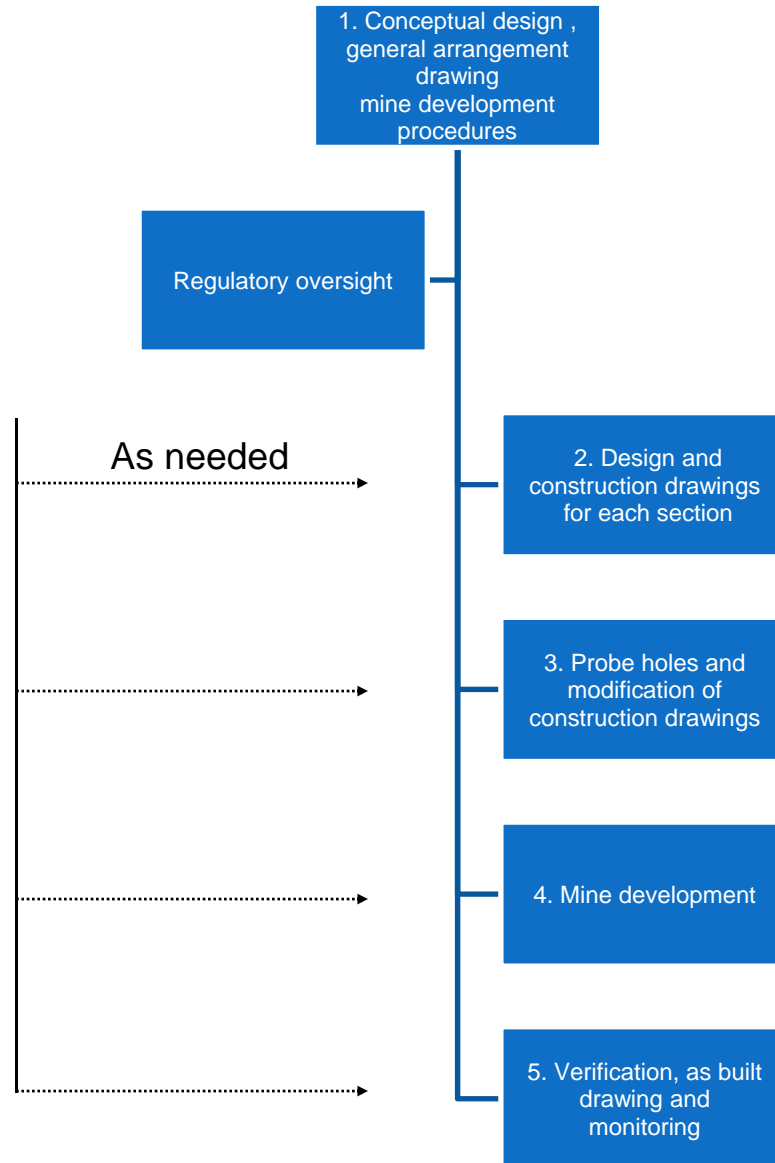 1. Conceptual design ,
general arrangement
drawing
mine development
procedures
Regulatory oversight
As needed
2. Design and
construction drawings
for each section
3. Probe holes and
modification of
construction drawings
4. Mine development
5. Verification, as built
drawing and
monitoring